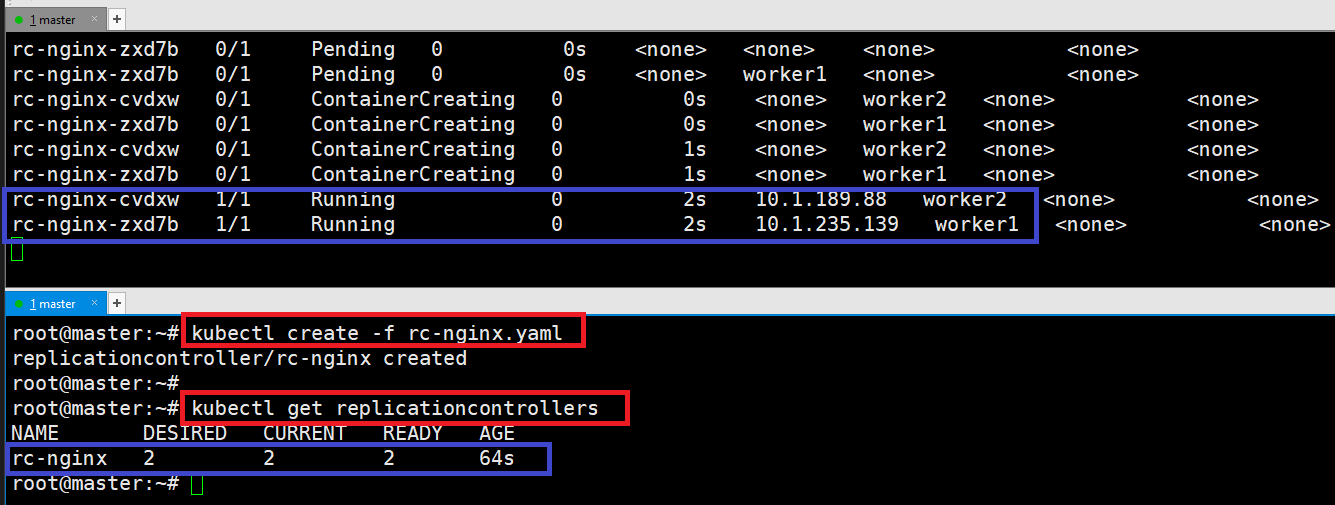 1 master × +
rc-nginx-zxd7b 0/1 Pending 0 0s <none> <none> <none> <none>
rc-nginx-zxd7b 0/1 Pending 0 0s <none> worker1 <none> <none>
rc-nginx-cvdxw 0/1 ContainerCreating 0 0s <none> worker2 <none> <none>
rc-nginx-zxd7b 0/1 ContainerCreating 0 0s <none> worker1 <none> <none>
rc-nginx-cvdxw 0/1 ContainerCreating 0 1s <none> worker2 <none> <none>
rc-nginx-zxd7b 0/1 ContainerCreating 0 1s <none> worker1 <none> <none>
rc-nginx-cvdxw 1/1 Running 0 2s 10.1.189.88 worker2 <none> <none>
rc-nginx-zxd7b 1/1 Running 0 2s 10.1.235.139 worker1 <none> <none>
1 master × +
root@master:~# kubectl create -f rc-nginx.yaml
replicationcontroller/rc-nginx created
root@master:~#
root@master:~# kubectl get replicationcontrollers
NAME DESIRED CURRENT READY AGE
rc-nginx 2 2 2 64s
root@master:~#